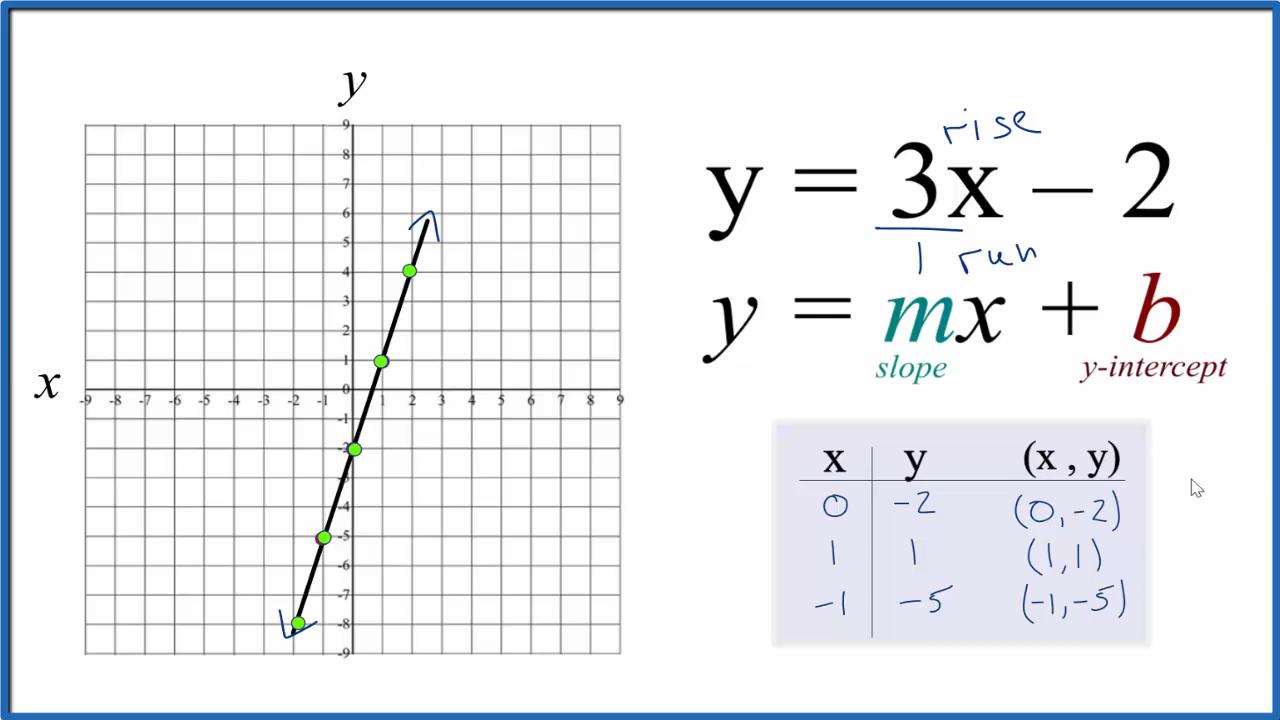 y
9
8
7
6
5
4
3
2
1
0
x
-9 -8 -7 -6 -5 -4 -3 -2 -1 1 2 3 4 5 6 7 8 9
-1
-2
-3
-4
-5
-6
-7
-8
-9
rise
y = 3x – 2
1 run
y = mx + b
slope y-intercept
x y (x , y)
0 -2 (0, -2)
1 1 (1, 1)
-1 -5 (-1, -5)